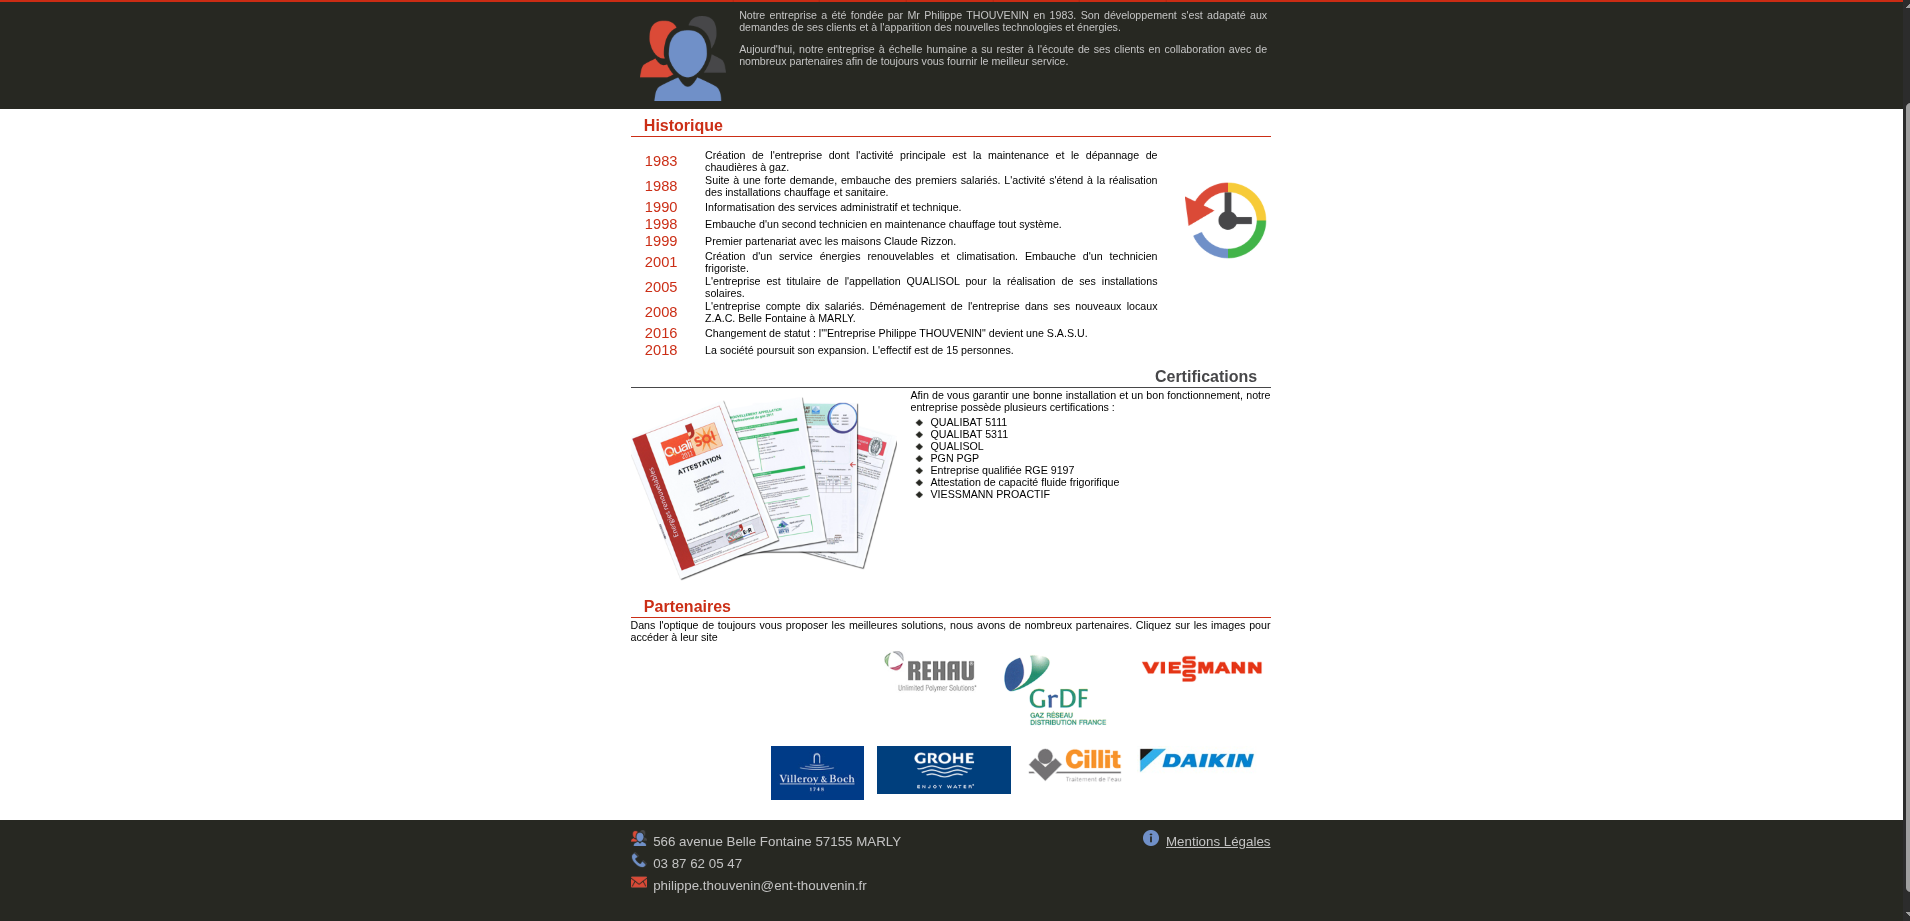 Notre entreprise a été fondée par Mr Philippe THOUVENIN en 1983. Son développement s'est adapaté aux
demandes de ses clients et à l'apparition des nouvelles technologies et énergies.
Aujourd'hui, notre entreprise à échelle humaine a su rester à l'écoute de ses clients en collaboration avec de
nombreux partenaires afin de toujours vous fournir le meilleur service.
Historique
1983 Création de l'entreprise dont l'activité principale est la maintenance et le dépannage de
chaudières à gaz.
1988 Suite à une forte demande, embauche des premiers salariés. L'activité s'étend à la réalisation
des installations chauffage et sanitaire.
1990 Informatisation des services administratif et technique.
1998 Embauche d'un second technicien en maintenance chauffage tout système.
1999 Premier partenariat avec les maisons Claude Rizzon.
2001 Création d'un service énergies renouvelables et climatisation. Embauche d'un technicien
frigoriste.
2005 L'entreprise est titulaire de l'appellation QUALISOL pour la réalisation de ses installations
solaires.
2008 L'entreprise compte dix salariés. Déménagement de l'entreprise dans ses nouveaux locaux
Z.A.C. Belle Fontaine à MARLY.
2016 Changement de statut : l'"Entreprise Philippe THOUVENIN" devient une S.A.S.U.
2018 La société poursuit son expansion. L'effectif est de 15 personnes.
Certifications
Quali'Sol
ATTESTATION
Energies renouvelables
Afin de vous garantir une bonne installation et un bon fonctionnement, notre
entreprise possède plusieurs certifications :
QUALIBAT 5111
QUALIBAT 5311
QUALISOL
PGN PGP
Entreprise qualifiée RGE 9197
Attestation de capacité fluide frigorifique
VIESSMANN PROACTIF
Partenaires
Dans l'optique de toujours vous proposer les meilleures solutions, nous avons de nombreux partenaires. Cliquez sur les images pour
accéder à leur site
REHAU
Unlimited Polymer Solutions
GrDF
GAZ RÉSEAU
DISTRIBUTION FRANCE
VIESSMANN
Villeroy & Boch
1748
GROHE
ENJOY WATER®
Cillit
Traitement de l'eau
DAIKIN
566 avenue Belle Fontaine 57155 MARLY
03 87 62 05 47
philippe.thouvenin@ent-thouvenin.fr
Mentions Légales